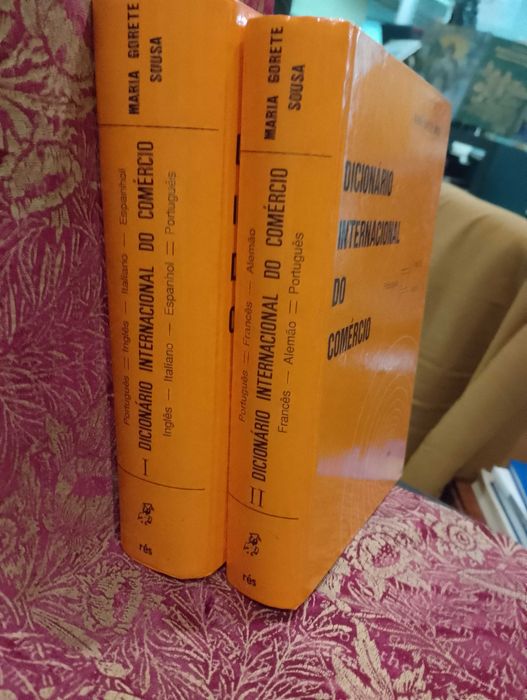 MARIA GORETE
SOUSA
Português = Inglês — Italiano — Espanhol
DICIONÁRIO INTERNACIONAL DO COMÉRCIO
Inglês — Italiano — Espanhol = Português
I
rés
MARIA GORETE
SOUSA
Português = Francês — Alemão
DICIONÁRIO INTERNACIONAL DO COMÉRCIO
Francês — Alemão = Português
II
rés
DICIONÁRIO
INTERNACIONAL
DO
COMÉRCIO